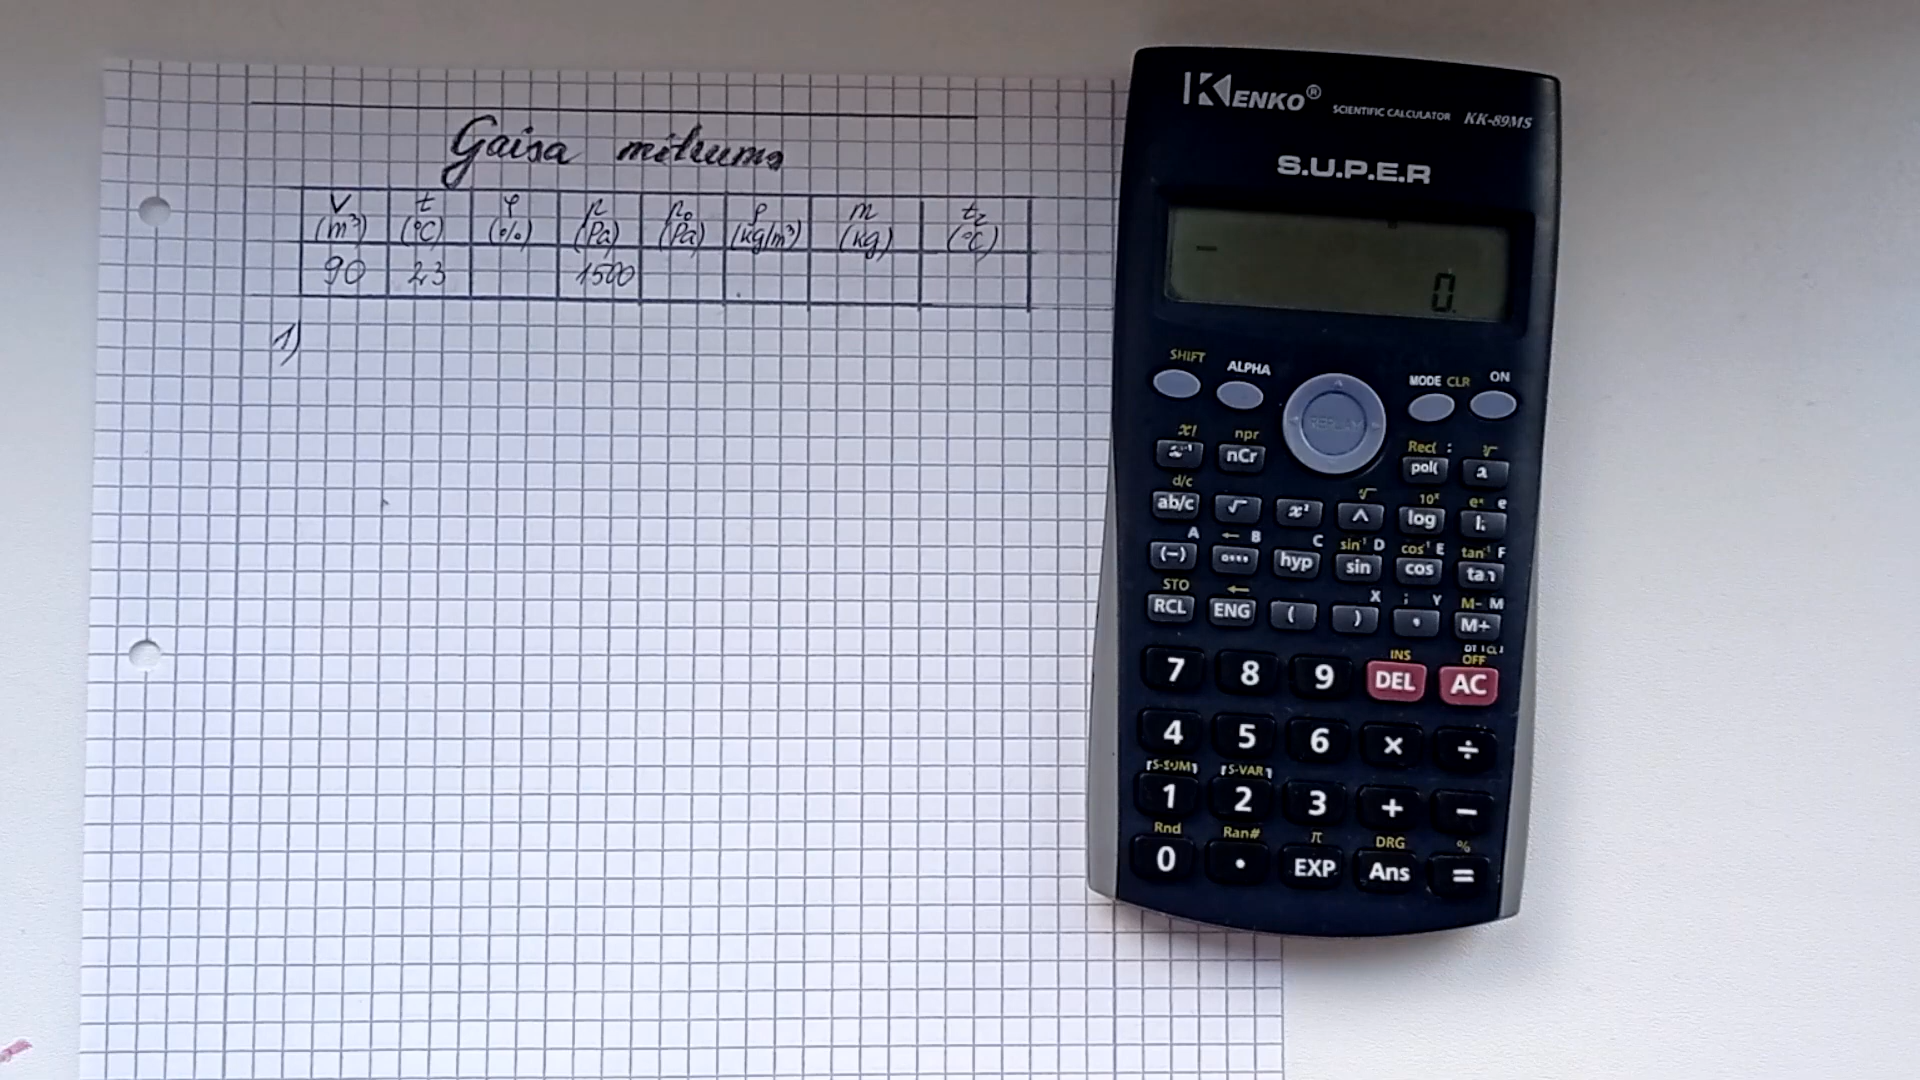 Gaisa mitrums
V t φ p p₀ ρ m t₂
(m³) (°C) (%) (Pa) (Pa) (kg/m³) (kg) (°C)
90 23 1500
1)
KENKO®
SCIENTIFIC CALCULATOR KK-89MS
S.U.P.E.R
-
0.
SHIFT ALPHA MODE CLR ON
REPLAY
x! npr Rec( : ³√
x⁻¹ nCr pol(
d/c √ 10ˣ eˣ e
ab/c √ x² ^ log
A ← B C sin⁻¹ D cos⁻¹ E tan⁻¹ F
(–) °''' hyp sin cos tan
STO ← X ; Y M- M
RCL ENG ( ) , M+
INS OFF
7 8 9 DEL AC
4 5 6 × ÷
S-SUM S-VAR
1 2 3 + −
Rnd Ran# π DRG %
0 • EXP Ans =